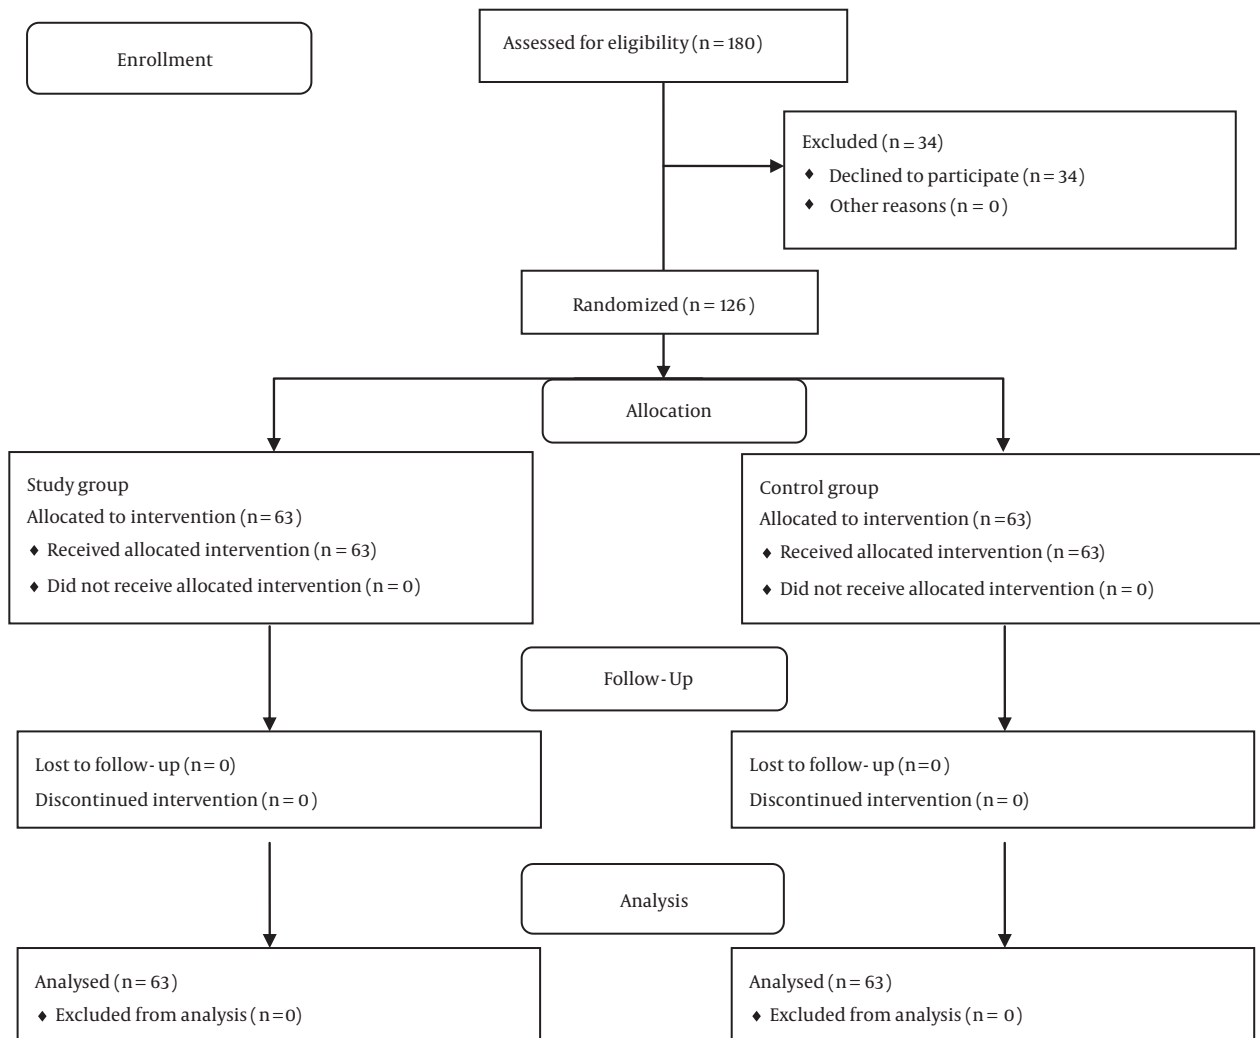 Enrollment
Assessed for eligibility (n = 180)
Excluded (n = 34)
♦ Declined to participate (n = 34)
♦ Other reasons (n = 0)
Randomized (n = 126)
Allocation
Study group
Allocated to intervention (n = 63)
♦ Received allocated intervention (n = 63)
♦ Did not receive allocated intervention (n = 0)
Control group
Allocated to intervention (n =63)
♦ Received allocated intervention (n =63)
♦ Did not receive allocated intervention (n = 0)
Follow-Up
Lost to follow-up (n = 0)
Discontinued intervention (n = 0)
Lost to follow-up (n =0)
Discontinued intervention (n = 0)
Analysis
Analysed (n = 63)
♦ Excluded from analysis (n =0)
Analysed (n = 63)
♦ Excluded from analysis (n = 0)